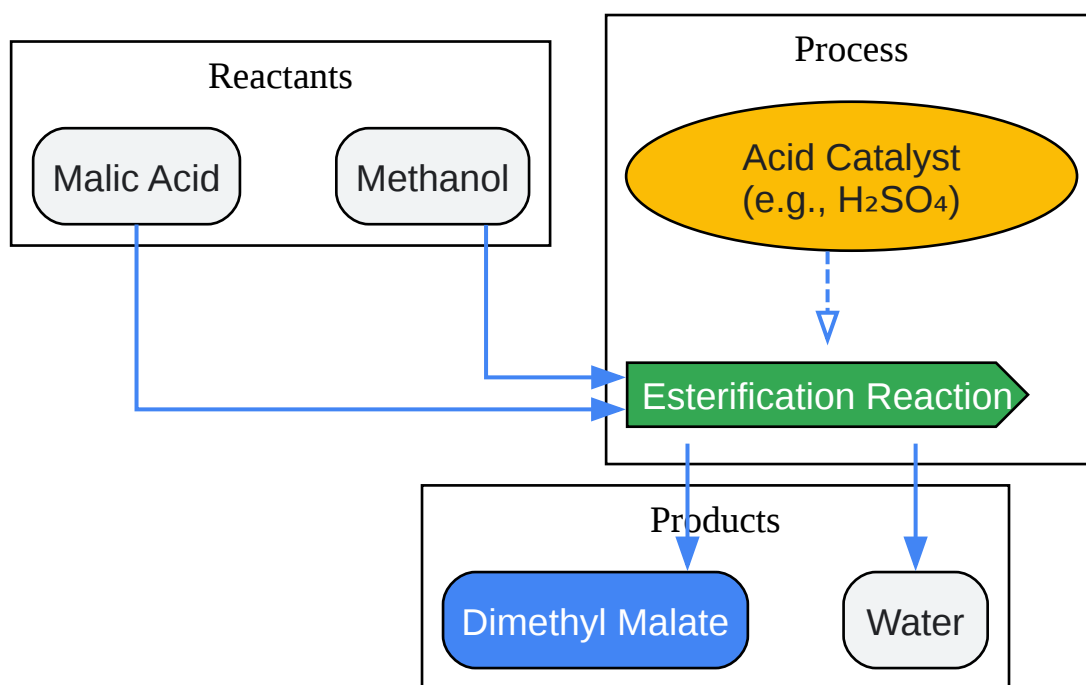 Reactants
Malic Acid
Methanol
Process
Acid Catalyst
(e.g., H₂SO₄)
Esterification Reaction
Products
Dimethyl Malate
Water